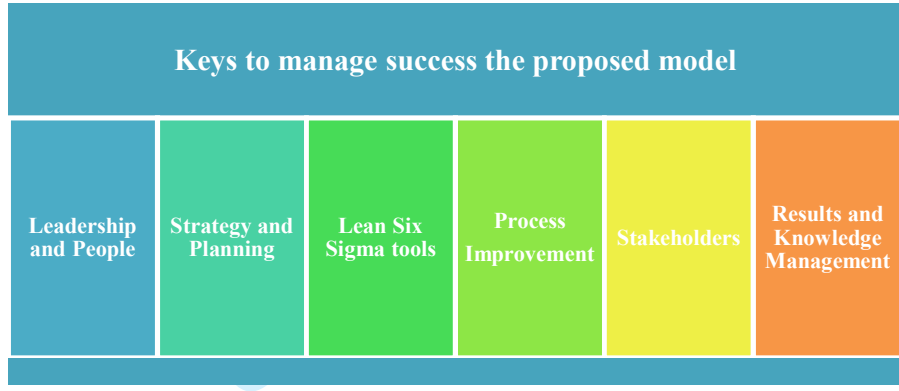 Keys to manage success the proposed model
Leadership
and People
Strategy and
Planning
Lean Six
Sigma tools
Process
Improvement
Stakeholders
Results and
Knowledge
Management